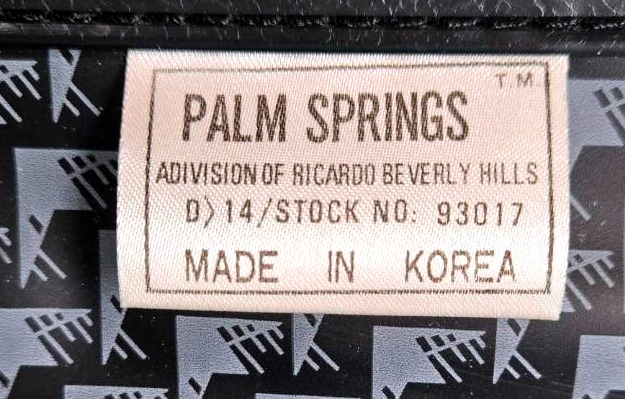 T.M.
PALM SPRINGS
ADIVISION OF RICARDO BEVERLY HILLS
D) 14/STOCK NO: 93017
MADE IN KOREA